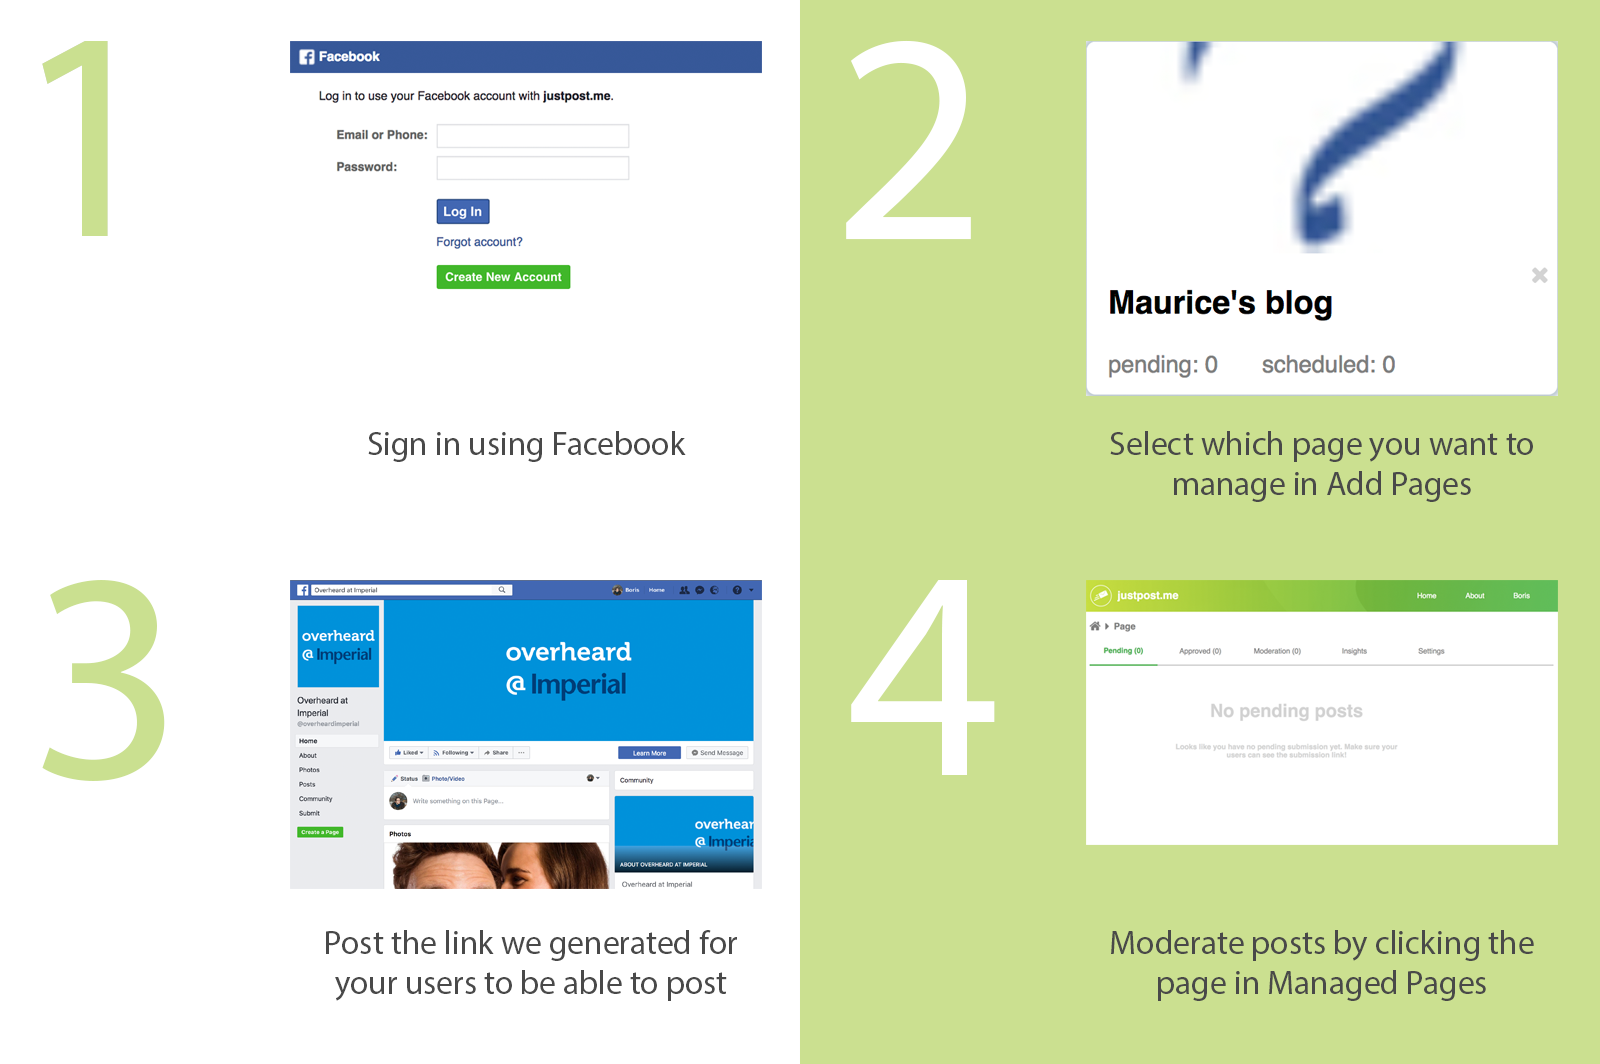 1
Facebook
Log in to use your Facebook account with justpost.me.
Email or Phone:
Password:
Log In
Forgot account?
Create New Account
Sign in using Facebook
2
Maurice's blog
pending: 0 scheduled: 0
Select which page you want to
manage in Add Pages
3
Overheard at Imperial
Boris Home
overheard
@ Imperial
overheard
@ Imperial
Overheard at
Imperial
@overheardimperial
Home
About
Photos
Posts
Community
Submit
Create a Page
Liked Following Share ...
Learn More Send Message
Status Photo/Video
Write something on this Page...
Photos
Community
overhear
@ Imperia
ABOUT OVERHEARD AT IMPERIAL
Overheard at Imperial
Post the link we generated for
your users to be able to post
4
justpost.me
Home About Boris
Page
Pending (0) Approved (0) Moderation (0) Insights Settings
No pending posts
Looks like you have no pending submission yet. Make sure your
users can see the submission link!
Moderate posts by clicking the
page in Managed Pages